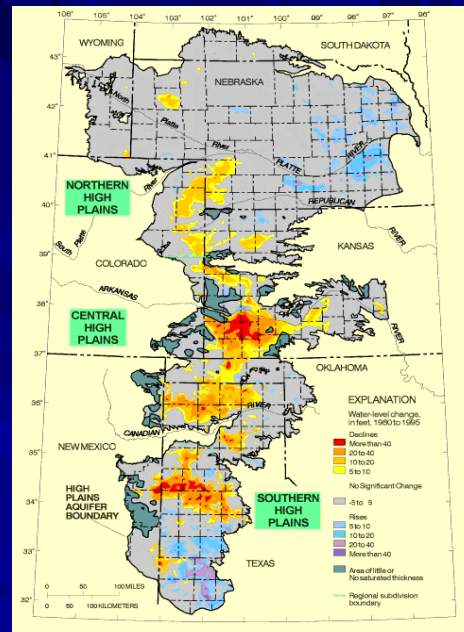 106° 105° 104° 103° 102° 101° 100° 99° 98° 97° 96°
WYOMING
SOUTH DAKOTA
43°
NEBRASKA
North
42°
Platte
River
PLATTE
RIVER
41°
NORTHERN
HIGH
PLAINS
River
REPUBLICAN
40°
South
Platte
RIVER
KANSAS
39°
COLORADO
ARKANSAS
38°
CENTRAL
HIGH
PLAINS
RIVER
37°
OKLAHOMA
36°
RIVER
CANADIAN
NEW MEXICO
35°
HIGH
PLAINS
AQUIFER
BOUNDARY
34°
SOUTHERN
HIGH
PLAINS
33°
TEXAS
32°
0 50 100 MILES
0 50 100 KILOMETERS
EXPLANATION
Water-level change,
in feet, 1980 to 1995
Declines
More than 40
20 to 40
10 to 20
5 to 10
No Significant Change
-5 to 5
Rises
5 to 10
10 to 20
20 to 40
More than 40
Area of little or
No saturated thickness
Regional subdivision
boundary